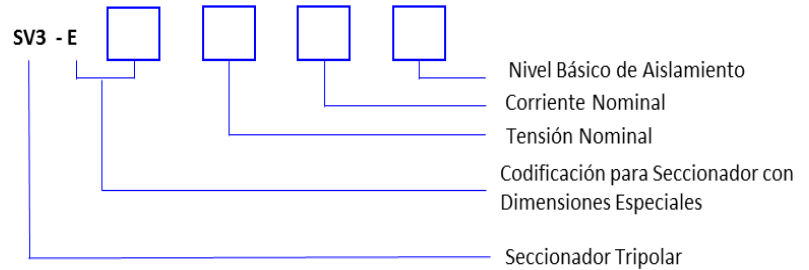 SV3 - E
Nivel Básico de Aislamiento
Corriente Nominal
Tensión Nominal
Codificación para Seccionador con
Dimensiones Especiales
Seccionador Tripolar